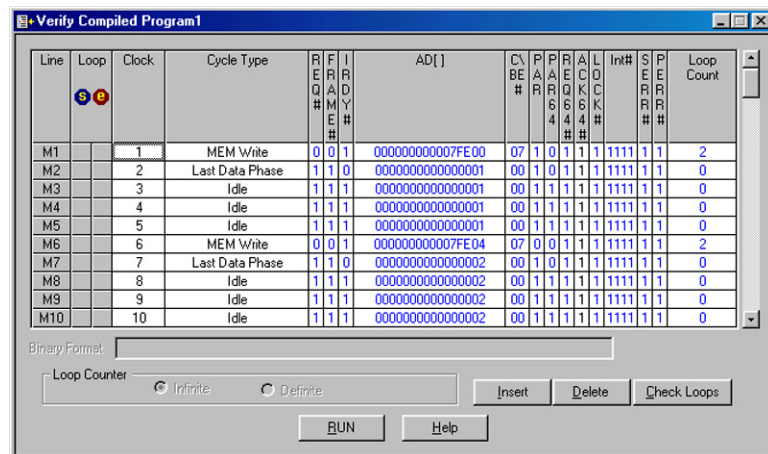 Verify Compiled Program1
Line Loop Clock Cycle Type REQ# FRAME# IRDY# AD[ ] C\BE# PAR PAR64 REQ64# ACK64# LOCK# Int# SERR# PERR# Loop Count
s e
M1 1 MEM Write 0 0 1 000000000007FE00 07 1 0 1 1 1 1111 1 1 2
M2 2 Last Data Phase 1 1 0 0000000000000001 00 1 0 1 1 1 1111 1 1 0
M3 3 Idle 1 1 1 0000000000000001 00 1 1 1 1 1 1111 1 1 0
M4 4 Idle 1 1 1 0000000000000001 00 1 1 1 1 1 1111 1 1 0
M5 5 Idle 1 1 1 0000000000000001 00 1 1 1 1 1 1111 1 1 0
M6 6 MEM Write 0 0 1 000000000007FE04 07 0 0 1 1 1 1111 1 1 2
M7 7 Last Data Phase 1 1 0 0000000000000002 00 1 0 1 1 1 1111 1 1 0
M8 8 Idle 1 1 1 0000000000000002 00 1 1 1 1 1 1111 1 1 0
M9 9 Idle 1 1 1 0000000000000002 00 1 1 1 1 1 1111 1 1 0
M10 10 Idle 1 1 1 0000000000000002 00 1 1 1 1 1 1111 1 1 0
Binary Format
Loop Counter
Infinite Definite
Insert Delete Check Loops
RUN Help